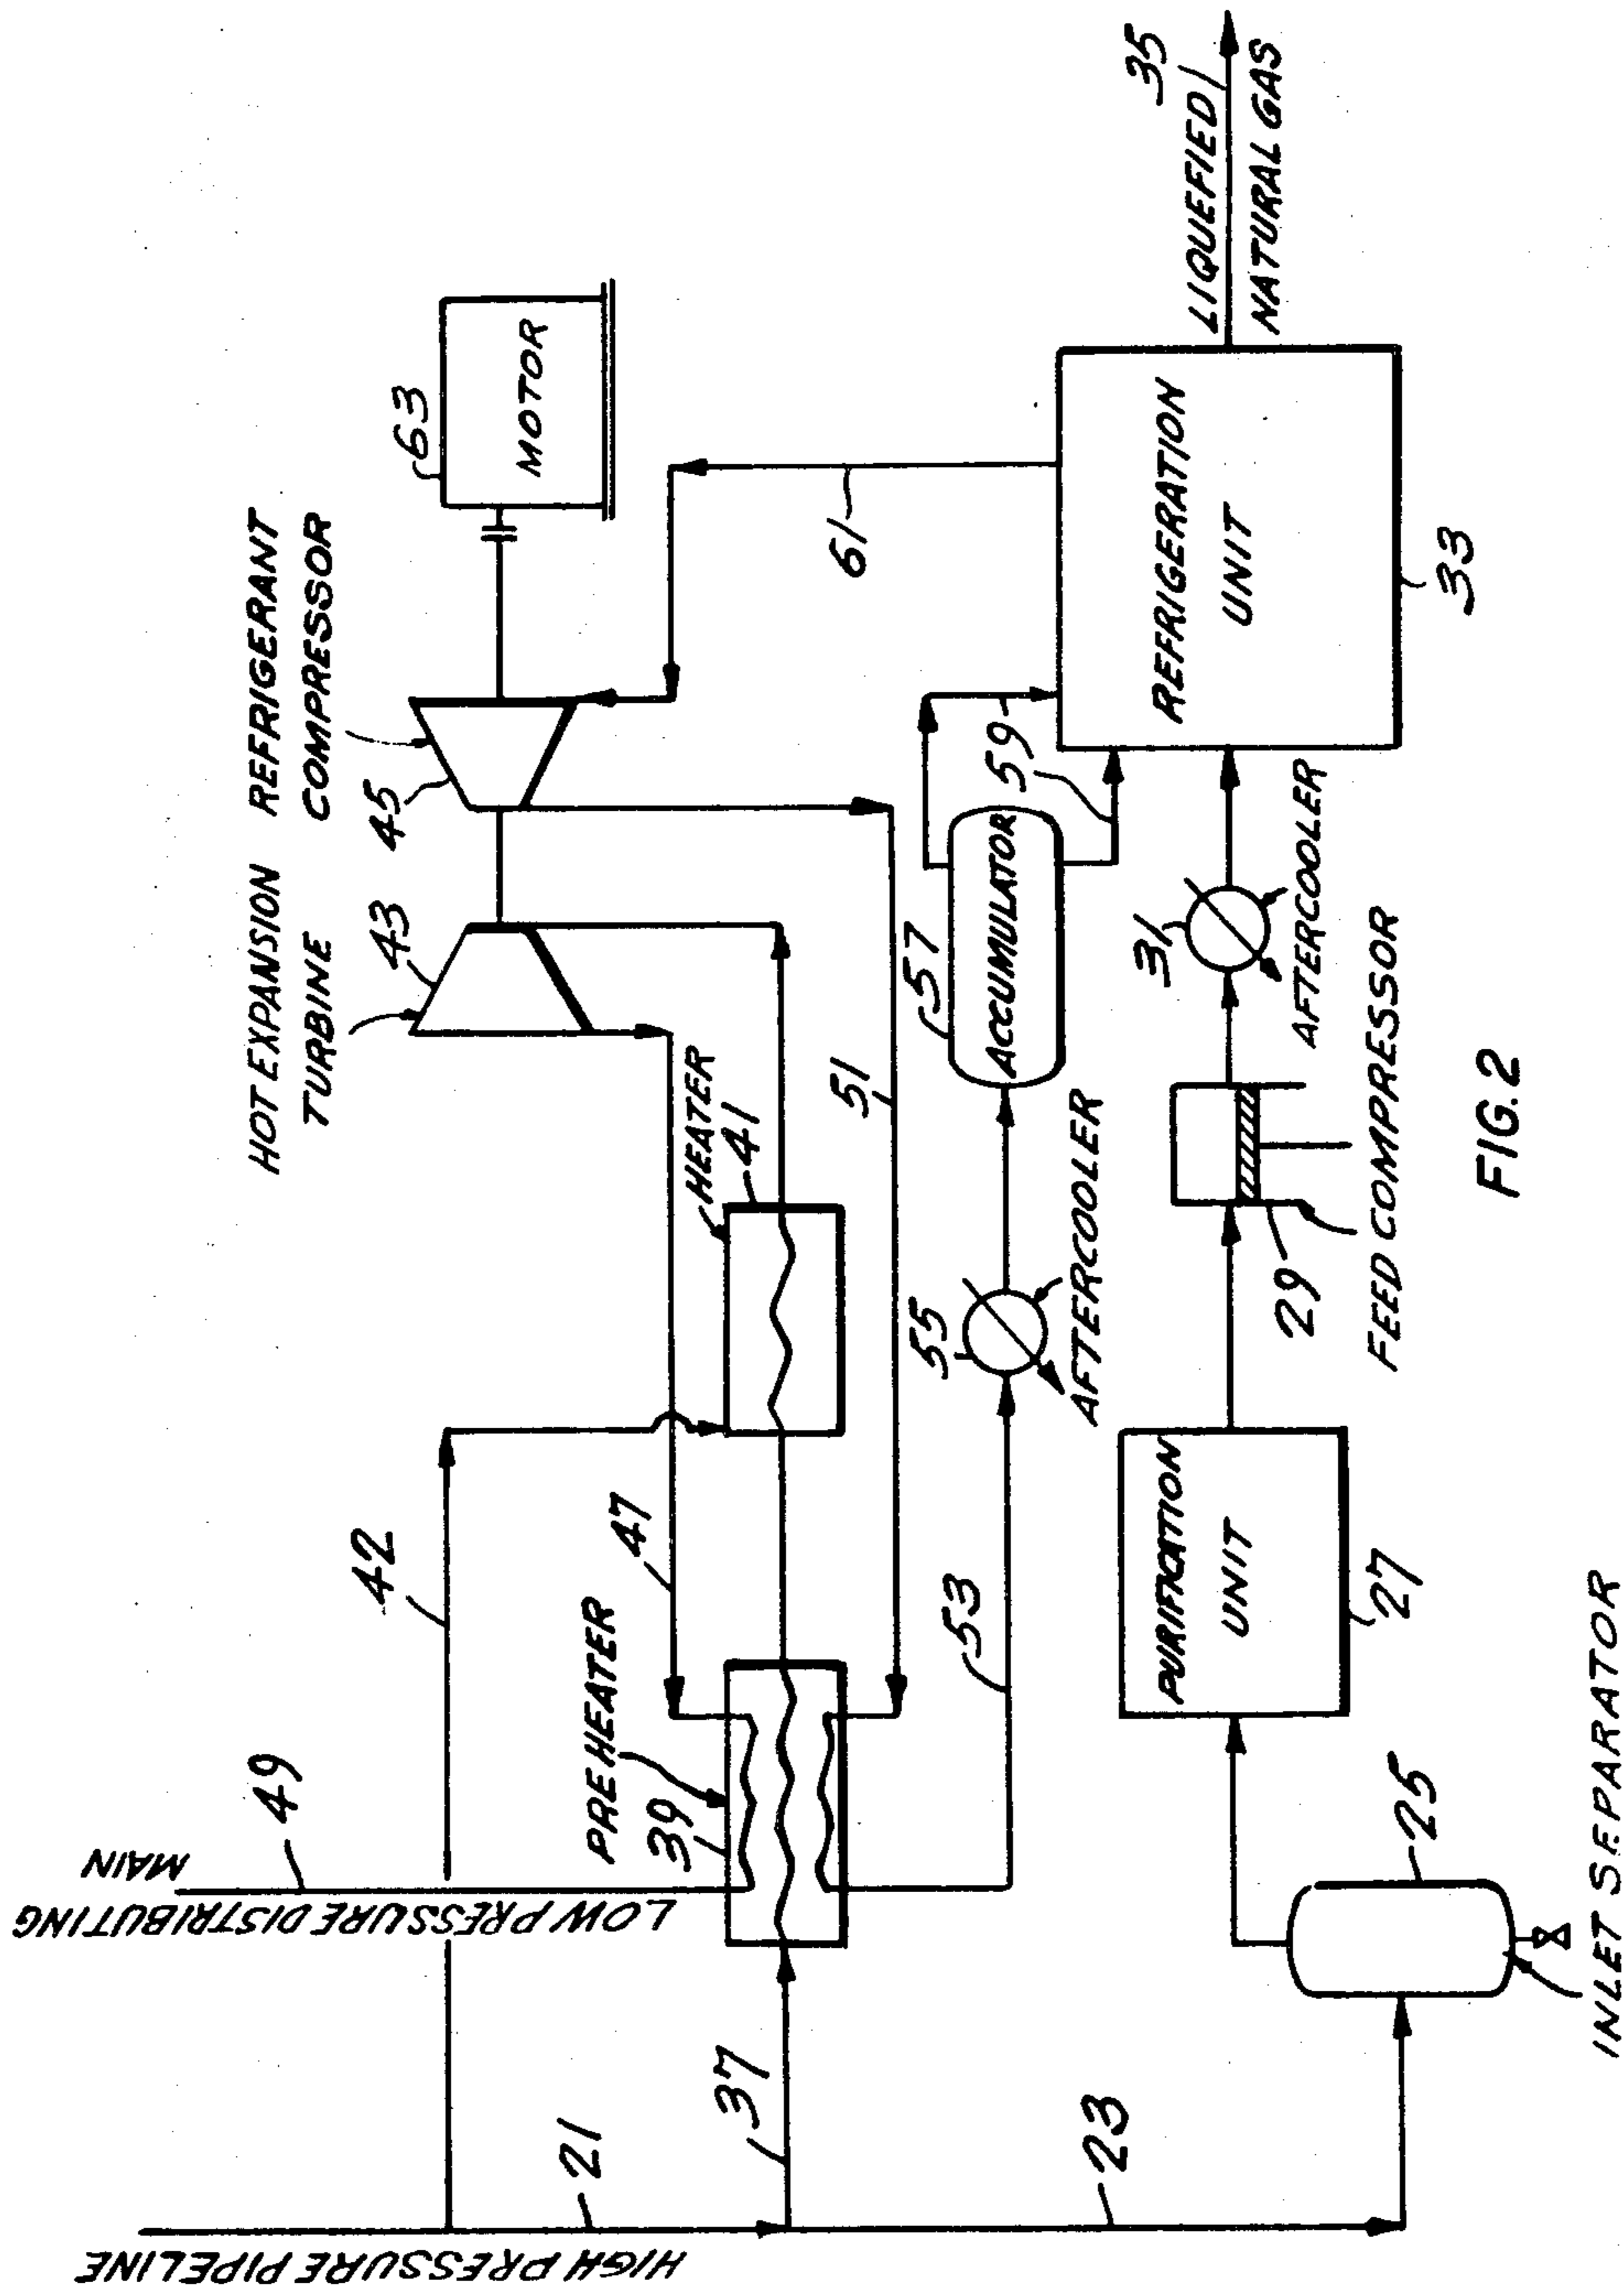 HIGH PRESSURE PIPELINE
21
37
23
LOW PRESSURE DISTRIBUTING
MAIN
49
42
PREHEATER
39
47
HEATER
41
HOT EXPANSION
TURBINE
43
REFRIGERANT
COMPRESSOR
45
63
MOTOR
51
53
55
AFTERCOOLER
57
ACCUMULATOR
59
61
INLET SEPARATOR
25
PURIFICATION
UNIT
27
29
FEED COMPRESSOR
31
AFTERCOOLER
REFRIGERATION
UNIT
33
LIQUEFIED
NATURAL GAS
35
FIG. 2